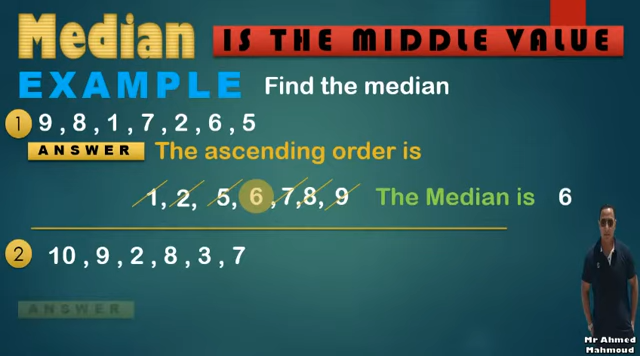 Median IS THE MIDDLE VALUE
EXAMPLE Find the median
1 9 , 8 , 1 , 7 , 2 , 6 , 5
ANSWER The ascending order is
1, 2, 5, 6 , 7, 8, 9 The Median is 6
2 10 , 9 , 2 , 8 , 3 , 7
ANSWER
Mr Ahmed
Mahmoud